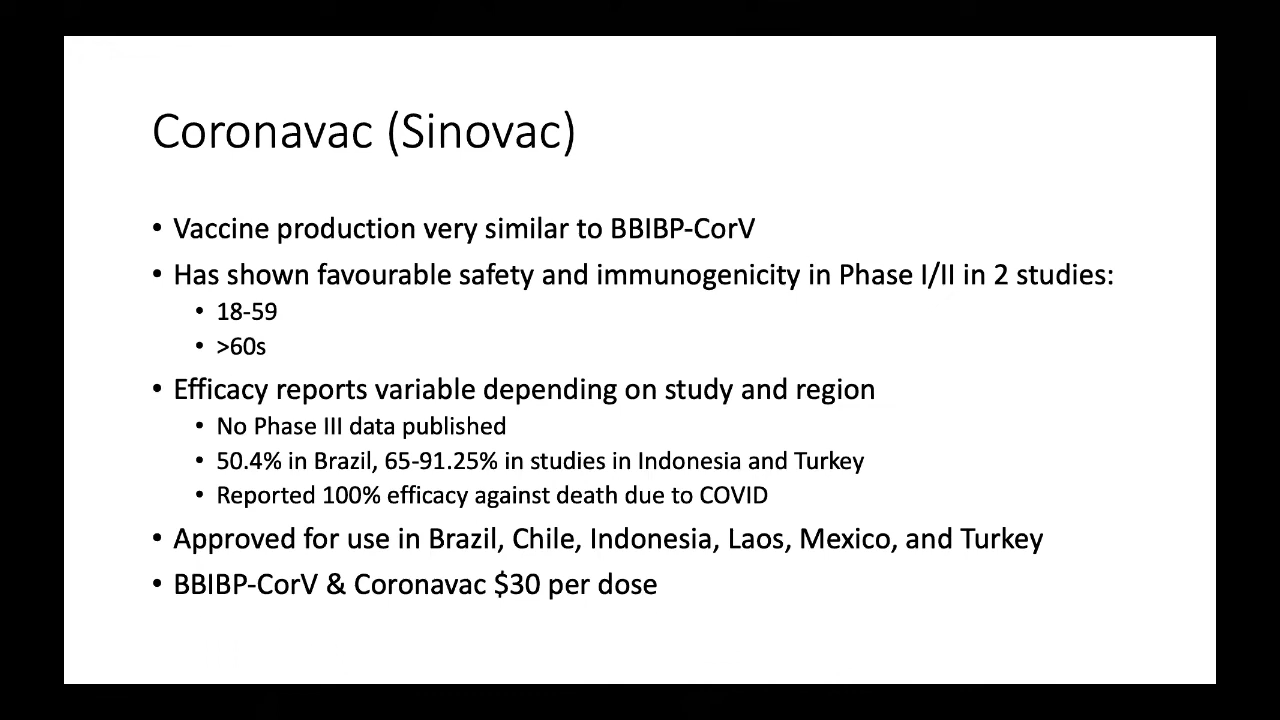 Coronavac (Sinovac)
• Vaccine production very similar to BBIBP-CorV
• Has shown favourable safety and immunogenicity in Phase I/II in 2 studies:
• 18-59
• >60s
• Efficacy reports variable depending on study and region
• No Phase III data published
• 50.4% in Brazil, 65-91.25% in studies in Indonesia and Turkey
• Reported 100% efficacy against death due to COVID
• Approved for use in Brazil, Chile, Indonesia, Laos, Mexico, and Turkey
• BBIBP-CorV & Coronavac $30 per dose